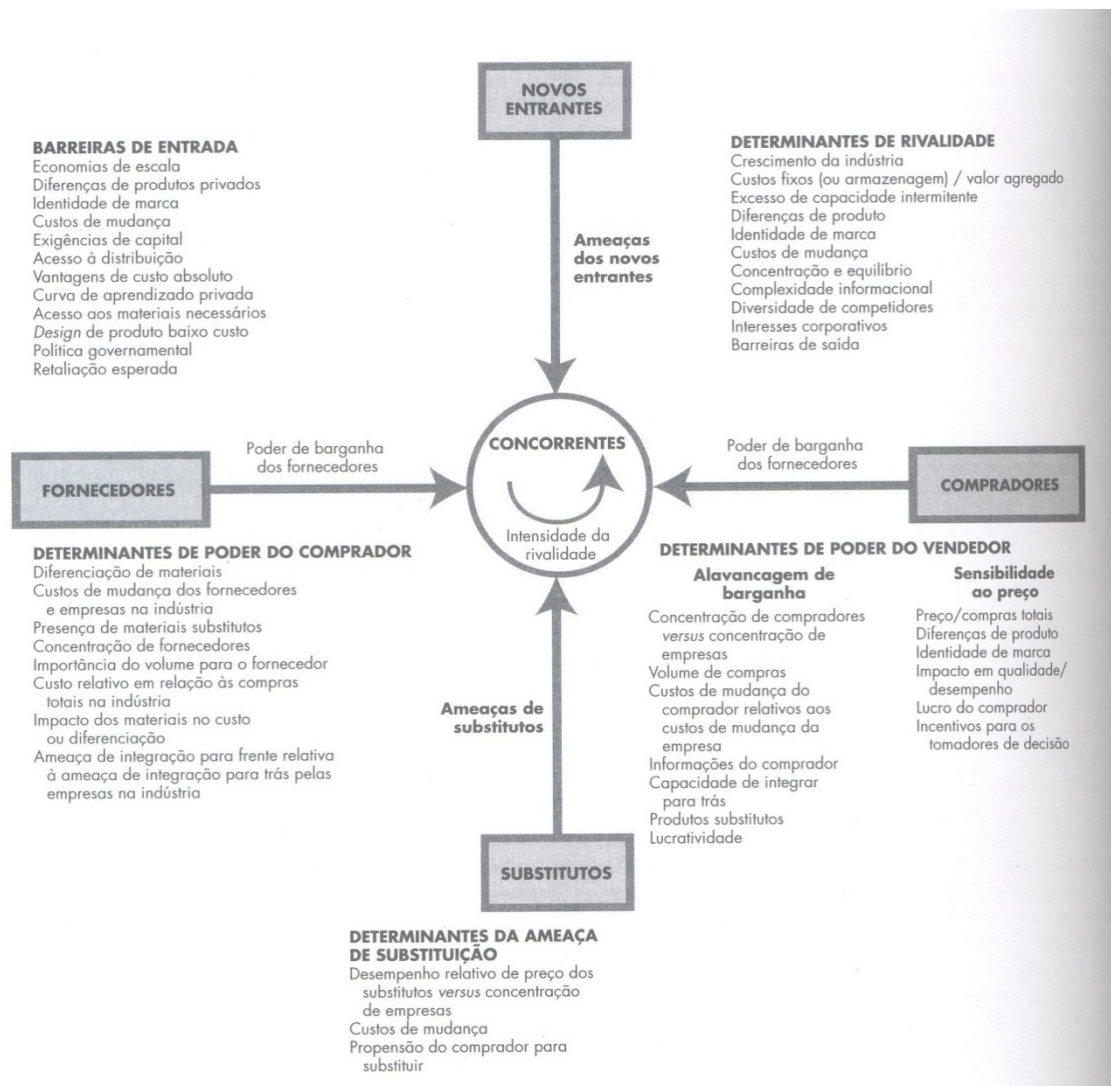 NOVOS
ENTRANTES
BARREIRAS DE ENTRADA
Economias de escala
Diferenças de produtos privados
Identidade de marca
Custos de mudança
Exigências de capital
Acesso à distribuição
Vantagens de custo absoluto
Curva de aprendizado privada
Acesso aos materiais necessários
Design de produto baixo custo
Política governamental
Retaliação esperada
DETERMINANTES DE RIVALIDADE
Crescimento da indústria
Custos fixos (ou armazenagem) / valor agregado
Excesso de capacidade intermitente
Diferenças de produto
Identidade de marca
Custos de mudança
Concentração e equilíbrio
Complexidade informacional
Diversidade de competidores
Interesses corporativos
Barreiras de saída
Ameaças
dos novos
entrantes
FORNECEDORES
Poder de barganha
dos fornecedores
CONCORRENTES
Intensidade da
rivalidade
Poder de barganha
dos fornecedores
COMPRADORES
DETERMINANTES DE PODER DO COMPRADOR
Diferenciação de materiais
Custos de mudança dos fornecedores
e empresas na indústria
Presença de materiais substitutos
Concentração de fornecedores
Importância do volume para o fornecedor
Custo relativo em relação às compras
totais na indústria
Impacto dos materiais no custo
ou diferenciação
Ameaça de integração para frente relativa
à ameaça de integração para trás pelas
empresas na indústria
DETERMINANTES DE PODER DO VENDEDOR
Alavancagem de
barganha
Concentração de compradores
versus concentração de
empresas
Volume de compras
Custos de mudança do
comprador relativos aos
custos de mudança da
empresa
Informações do comprador
Capacidade de integrar
para trás
Produtos substitutos
Lucratividade
Sensibilidade
ao preço
Preço/compras totais
Diferenças de produto
Identidade de marca
Impacto em qualidade/
desempenho
Lucro do comprador
Incentivos para os
tomadores de decisão
Ameaças de
substitutos
SUBSTITUTOS
DETERMINANTES DA AMEAÇA
DE SUBSTITUIÇÃO
Desempenho relativo de preço dos
substitutos versus concentração
de empresas
Custos de mudança
Propensão do comprador para
substituir